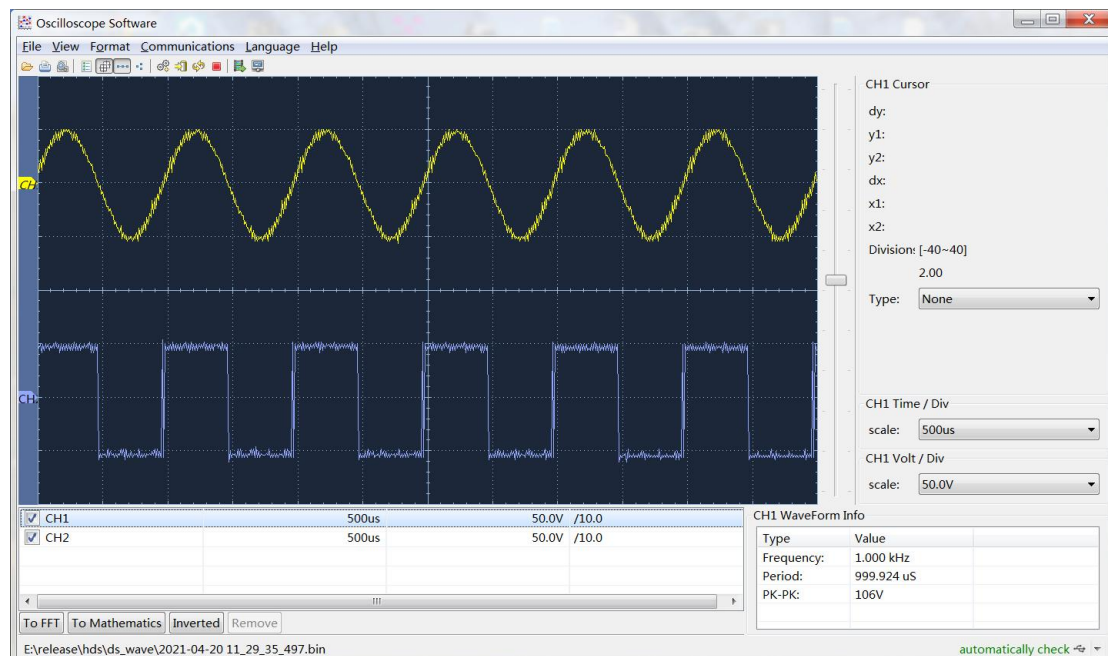 Oscilloscope Software
File View Format Communications Language Help
CH1 Cursor
dy:
y1:
y2:
dx:
x1:
x2:
Division: [-40~40]
2.00
Type: None
CH
CH
CH1 Time / Div
scale: 500us
CH1 Volt / Div
scale: 50.0V
CH1 500us 50.0V /10.0
CH2 500us 50.0V /10.0
CH1 WaveForm Info
Type Value
Frequency: 1.000 kHz
Period: 999.924 uS
PK-PK: 106V
To FFT To Mathematics Inverted Remove
E:\release\hds\ds_wave\2021-04-20 11_29_35_497.bin
automatically check